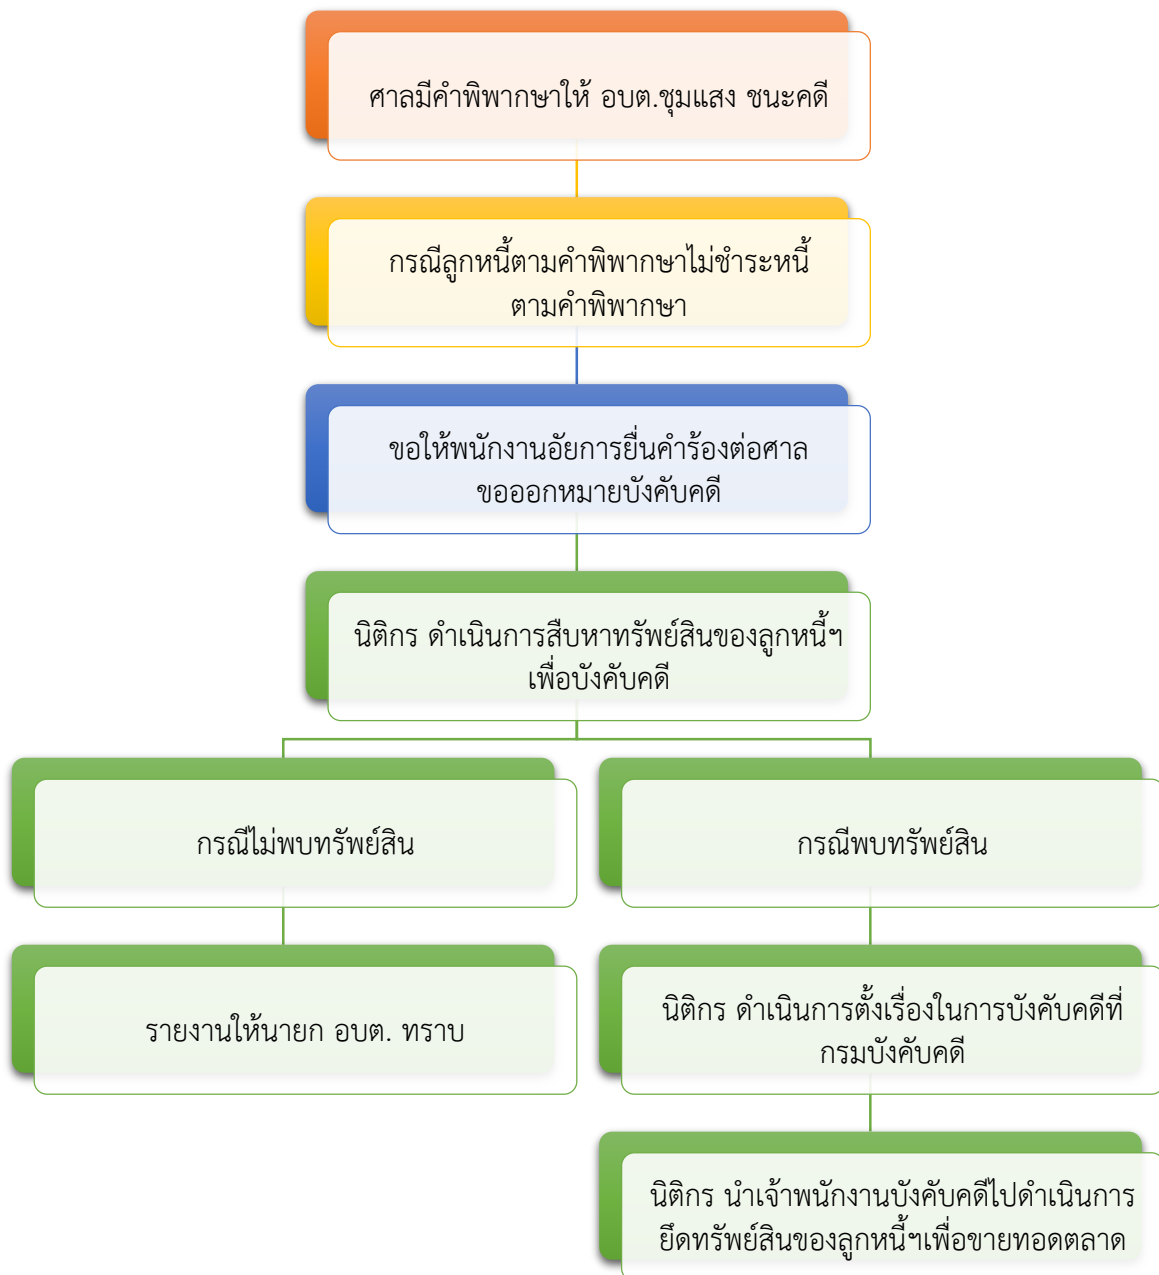 ศาลมีคำพิพากษาให้ อบต.ชุมแสง ชนะคดี
กรณีลูกหนี้ตามคำพิพากษาไม่ชำระหนี้
ตามคำพิพากษา
ขอให้พนักงานอัยการยื่นคำร้องต่อศาล
ขอออกหมายบังคับคดี
นิติกร ดำเนินการสืบหาทรัพย์สินของลูกหนี้ฯ
เพื่อบังคับคดี
กรณีไม่พบทรัพย์สิน
กรณีพบทรัพย์สิน
รายงานให้นายก อบต. ทราบ
นิติกร ดำเนินการตั้งเรื่องในการบังคับคดีที่
กรมบังคับคดี
นิติกร นำเจ้าพนักงานบังคับคดีไปดำเนินการ
ยึดทรัพย์สินของลูกหนี้ฯเพื่อขายทอดตลาด